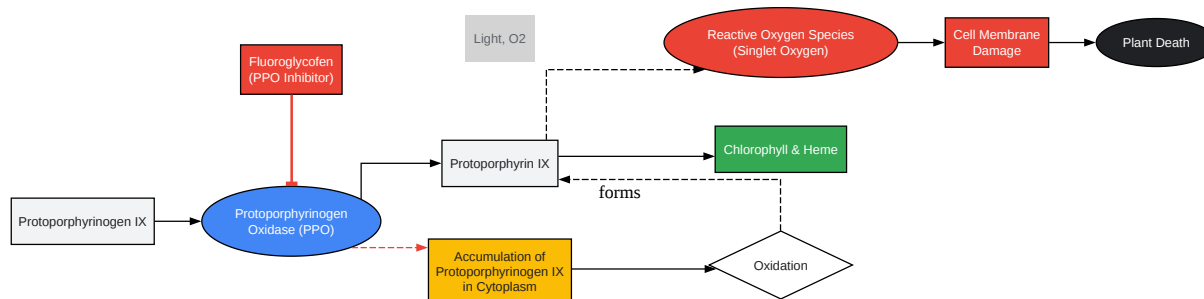 Light, O2
Reactive Oxygen Species
(Singlet Oxygen)
Cell Membrane
Damage
Plant Death
Fluoroglycofen
(PPO Inhibitor)
Protoporphyrin IX
Chlorophyll & Heme
forms
Protoporphyrinogen IX
Protoporphyrinogen
Oxidase (PPO)
Accumulation of
Protoporphyrinogen IX
in Cytoplasm
Oxidation